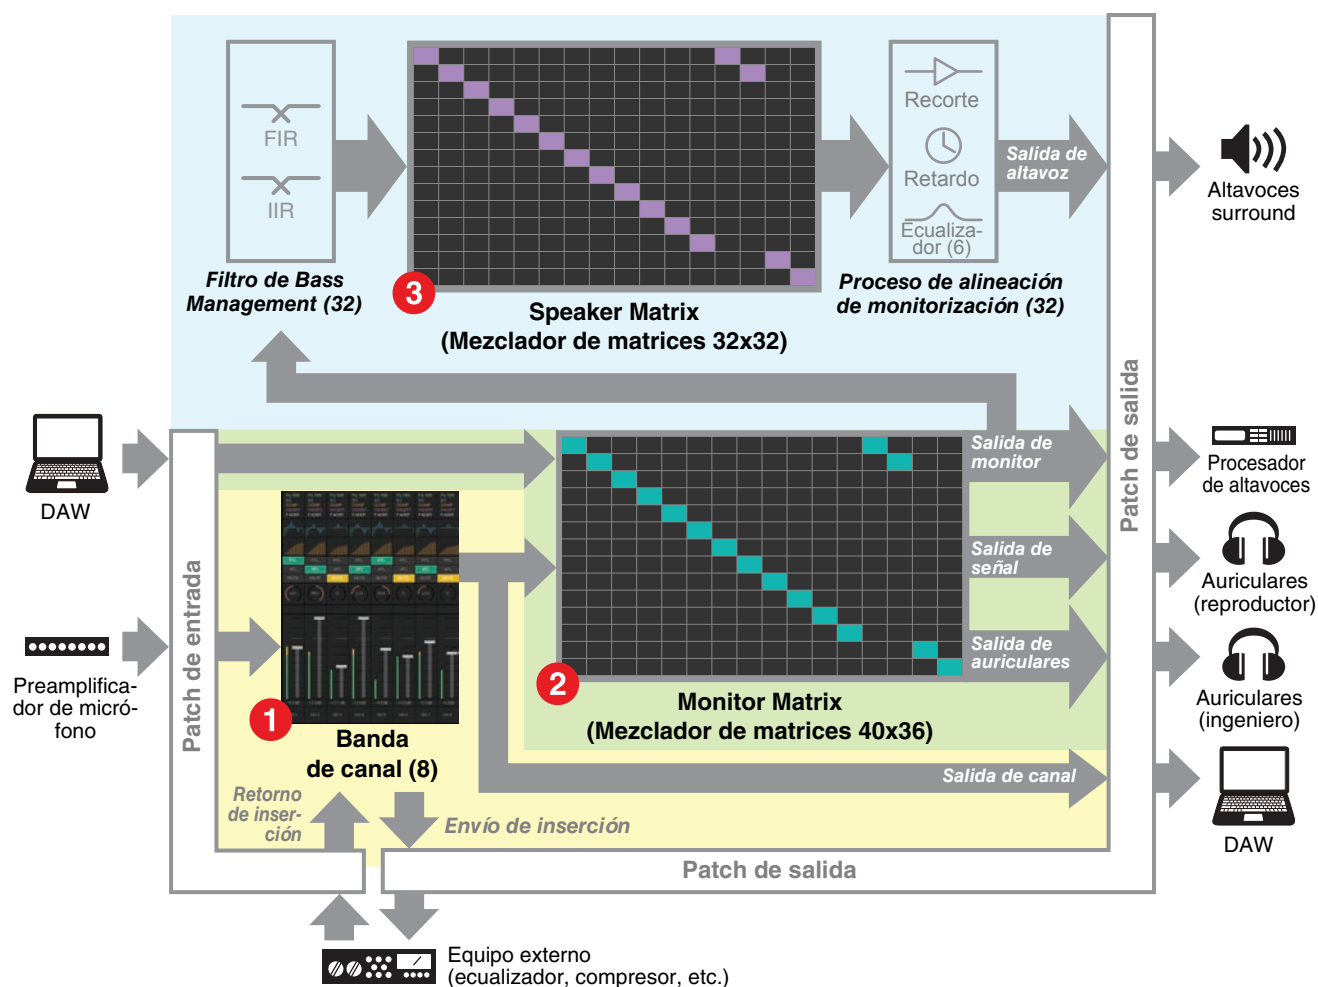 FIR
IIR
Filtro de Bass
Management (32)
3
Speaker Matrix
(Mezclador de matrices 32x32)
Recorte
Retardo
Ecualiza-
dor (6)
Proceso de alineación
de monitorización (32)
Salida de
altavoz
Patch de salida
Altavoces
surround
DAW
Preamplifica-
dor de micró-
fono
Patch de entrada
1
Banda
de canal (8)
2
Monitor Matrix
(Mezclador de matrices 40x36)
Salida de
monitor
Salida de
señal
Salida de
auriculares
Salida de canal
Procesador
de altavoces
Auriculares
(reproductor)
Auriculares
(ingeniero)
DAW
Retorno
de inser-
ción
Envío de inserción
Patch de salida
Equipo externo
(ecualizador, compresor, etc.)